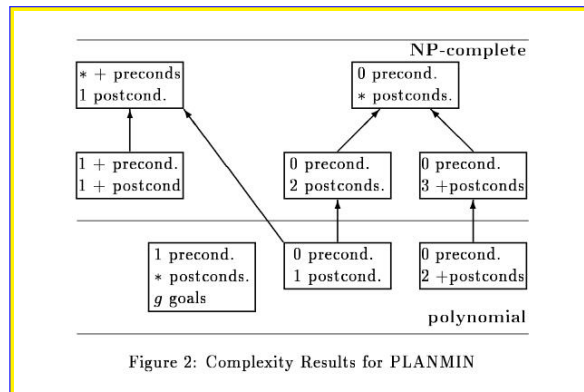 NP-complete
* + preconds
1 postcond.
0 precond.
* postconds.
1 + precond.
1 + postcond
0 precond.
2 postconds.
0 precond.
3 +postconds
1 precond.
* postconds.
g goals
0 precond.
1 postcond.
0 precond.
2 +postconds
polynomial
Figure 2: Complexity Results for PLANMIN